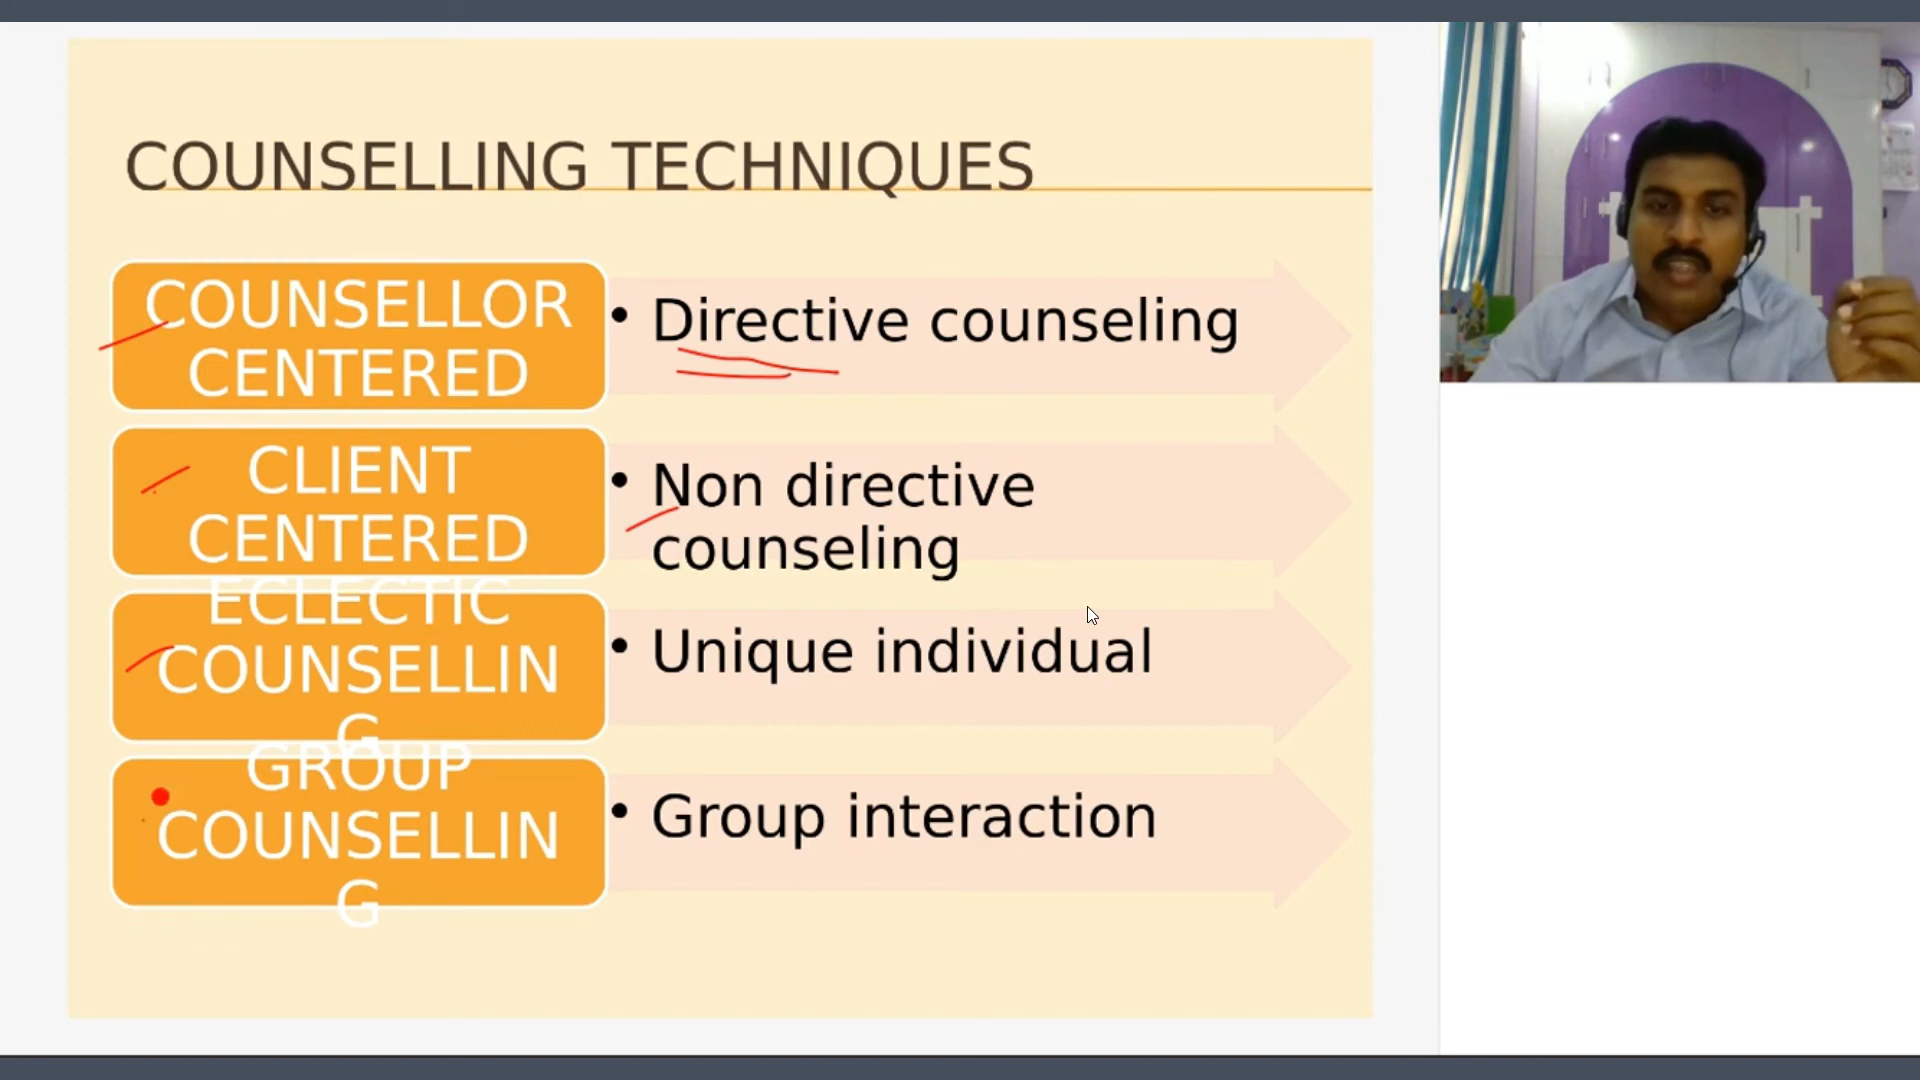 COUNSELLING TECHNIQUES
COUNSELLOR
CENTERED
• Directive counseling
CLIENT
CENTERED
• Non directive
counseling
ECLECTIC
COUNSELLIN
G
• Unique individual
GROUP
COUNSELLIN
G
• Group interaction